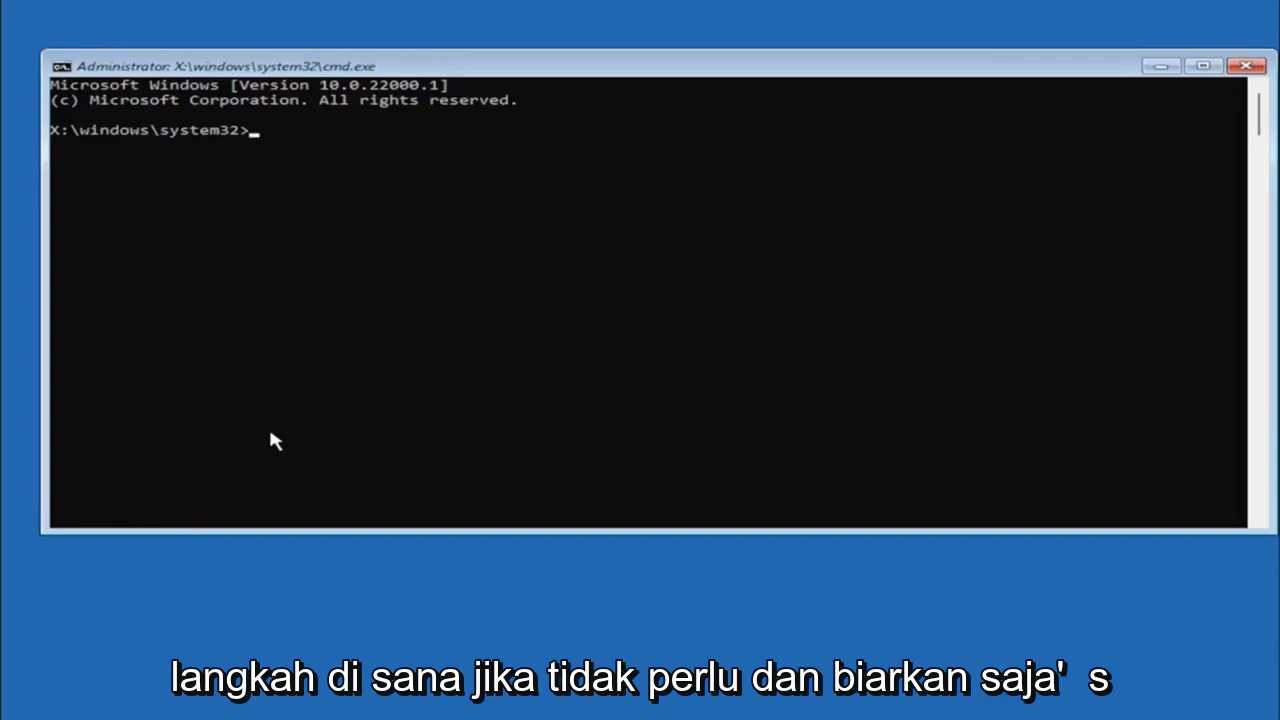 Administrator: X:\windows\system32\cmd.exe
Microsoft Windows [Version 10.0.22000.1]
(c) Microsoft Corporation. All rights reserved.
X:\windows\system32>_
langkah di sana jika tidak perlu dan biarkan saja' s